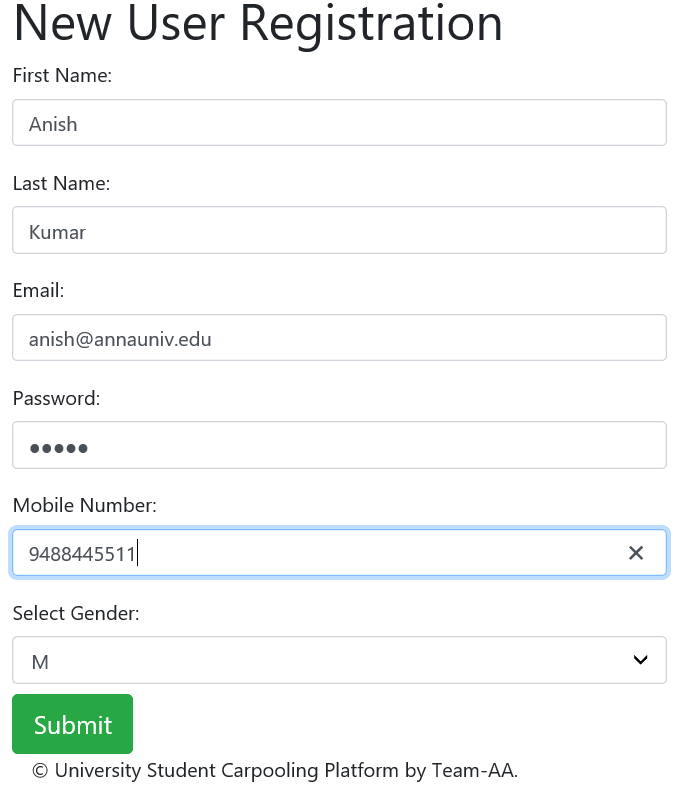 New User Registration
First Name:
Anish
Last Name:
Kumar
Email:
anish@annauniv.edu
Password:
●●●●●
Mobile Number:
9488445511
Select Gender:
M
Submit
© University Student Carpooling Platform by Team-AA.